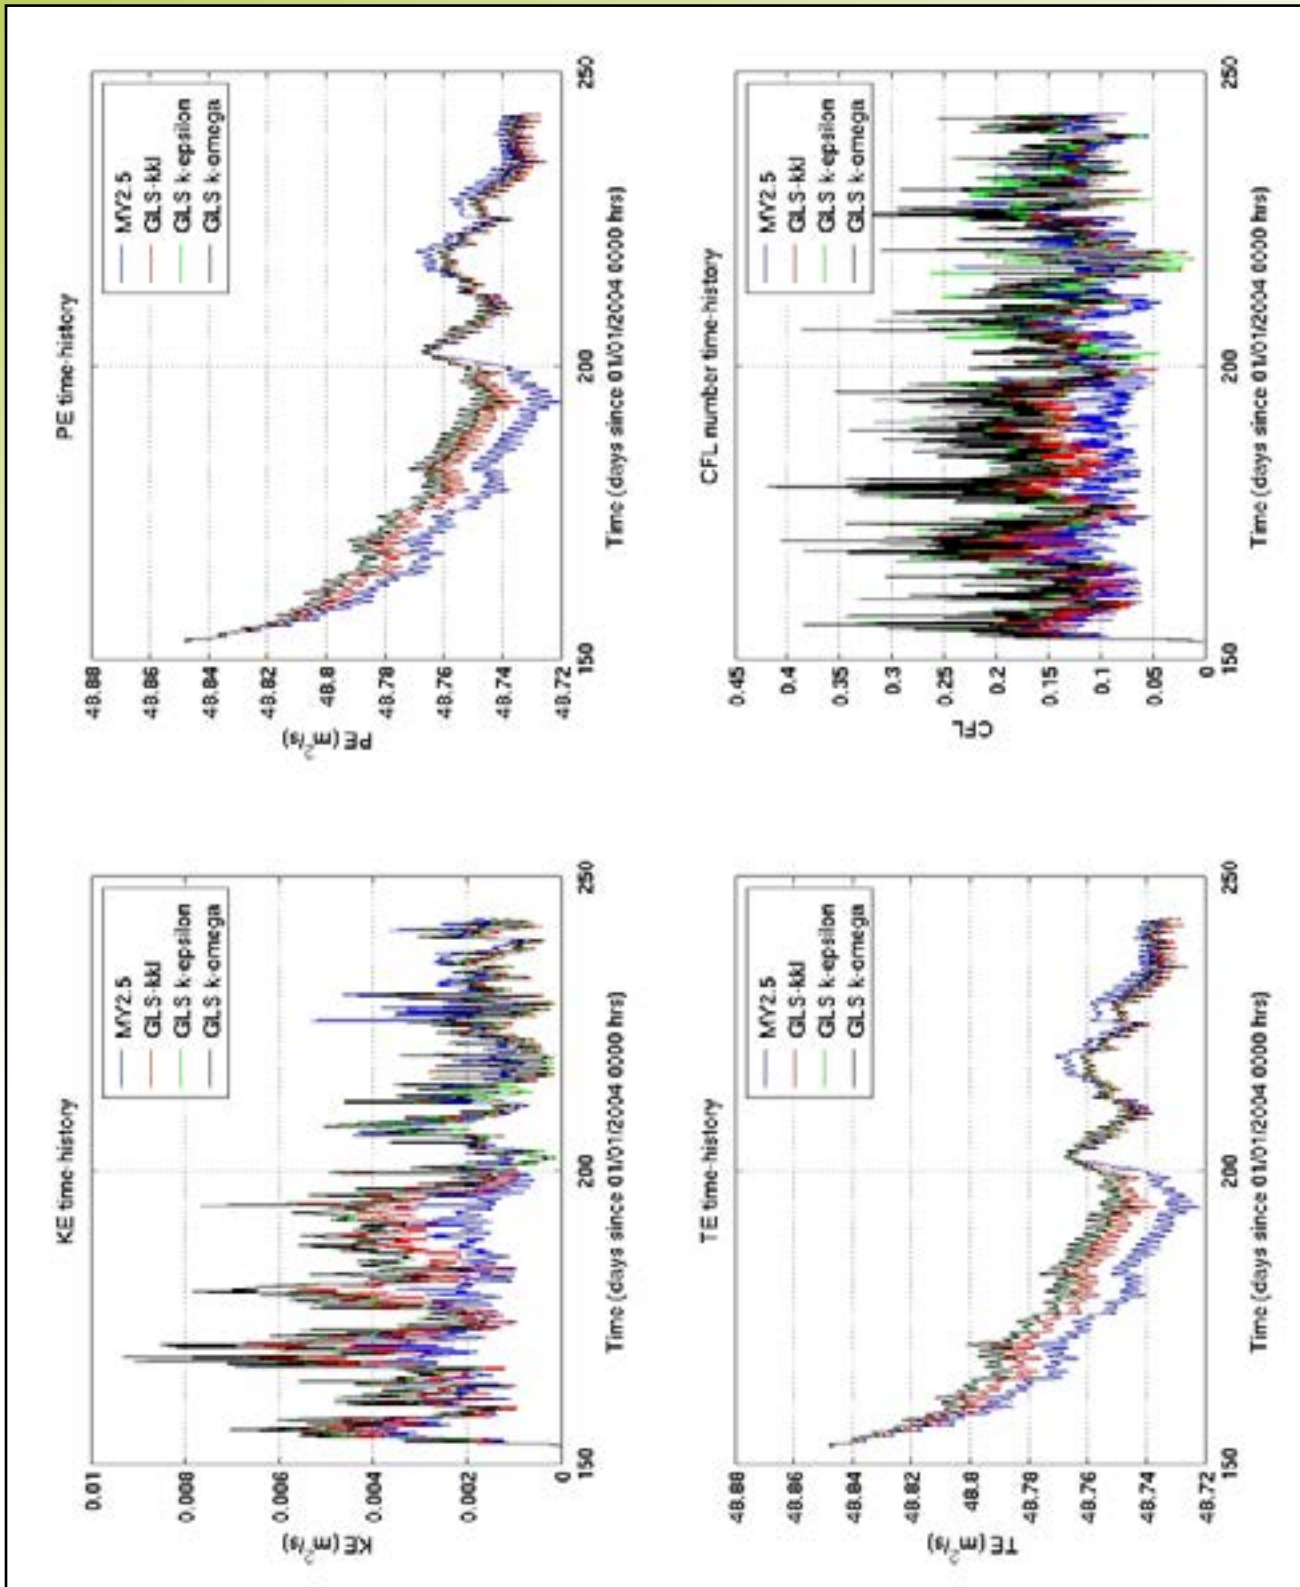 KE time-history
KE (m²/s)
0.01
0.008
0.006
0.004
0.002
0
150
200
250
Time (days since 01/01/2004 0000 hrs)
MY2.5
GLS-kkl
GLS k-epsilon
GLS k-omega
PE time-history
PE (m²/s)
48.88
48.86
48.84
48.82
48.8
48.78
48.76
48.74
48.72
150
200
250
Time (days since 01/01/2004 0000 hrs)
MY2.5
GLS-kkl
GLS k-epsilon
GLS k-omega
TE time-history
TE (m²/s)
48.88
48.86
48.84
48.82
48.8
48.78
48.76
48.74
48.72
150
200
250
Time (days since 01/01/2004 0000 hrs)
MY2.5
GLS-kkl
GLS k-epsilon
GLS k-omega
CFL number time-history
CFL
0.45
0.4
0.35
0.3
0.25
0.2
0.15
0.1
0.05
0
150
200
250
Time (days since 01/01/2004 0000 hrs)
MY2.5
GLS-kkl
GLS k-epsilon
GLS k-omega